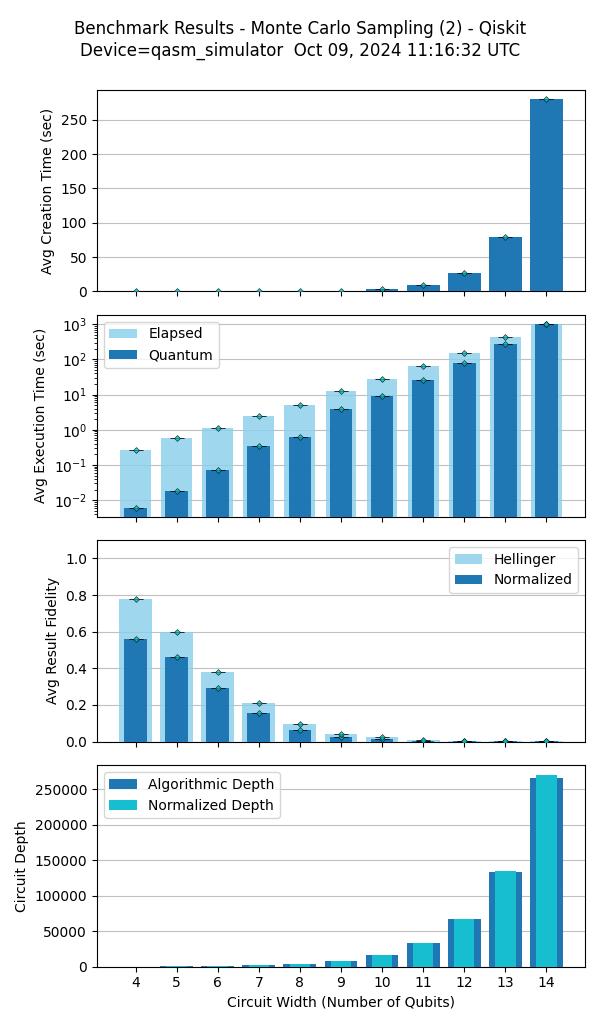 Benchmark Results - Monte Carlo Sampling (2) - Qiskit
Device=qasm_simulator  Oct 09, 2024 11:16:32 UTC
Avg Creation Time (sec)
250
200
150
100
50
0
Avg Execution Time (sec)
Elapsed
Quantum
10³
10²
10¹
10⁰
10⁻¹
10⁻²
Avg Result Fidelity
Hellinger
Normalized
1.0
0.8
0.6
0.4
0.2
0.0
Circuit Depth
Algorithmic Depth
Normalized Depth
250000
200000
150000
100000
50000
0
4 5 6 7 8 9 10 11 12 13 14
Circuit Width (Number of Qubits)